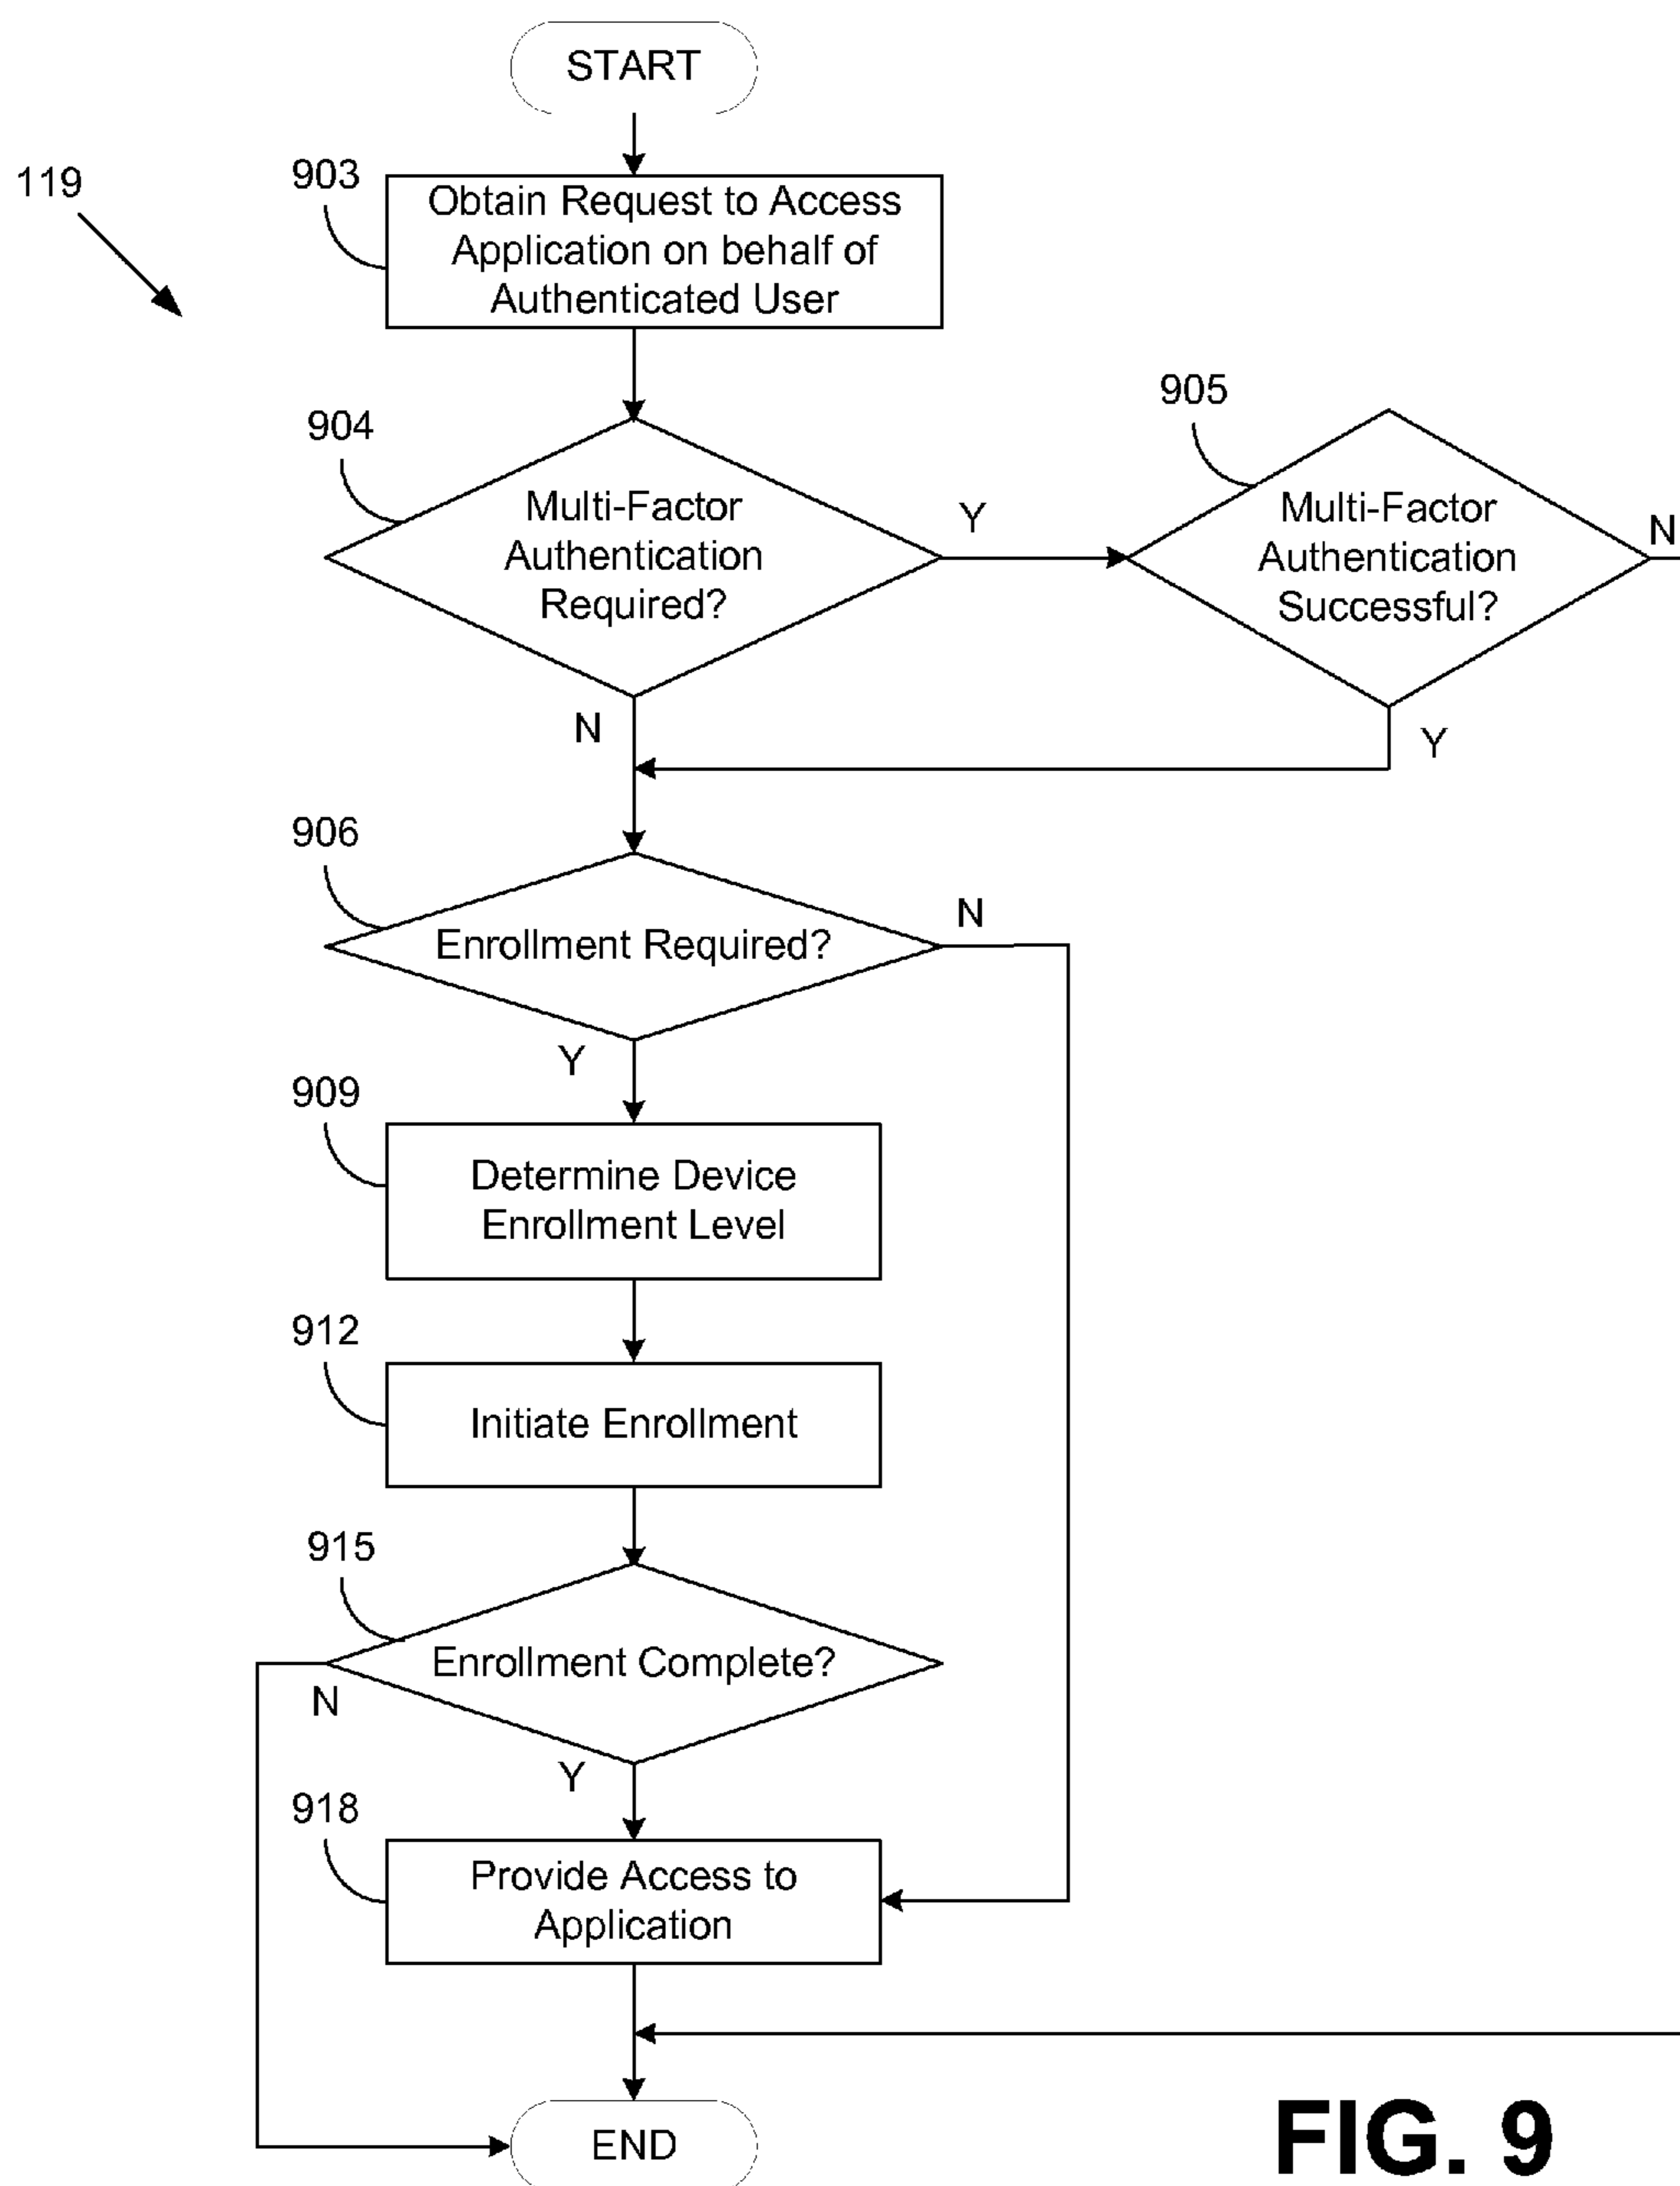 START
119
903
Obtain Request to Access
Application on behalf of
Authenticated User
904
Multi-Factor
Authentication
Required?
Y
N
905
Multi-Factor
Authentication
Successful?
N
Y
906
Enrollment Required?
N
Y
909
Determine Device
Enrollment Level
912
Initiate Enrollment
915
Enrollment Complete?
N
Y
918
Provide Access to
Application
END
FIG. 9